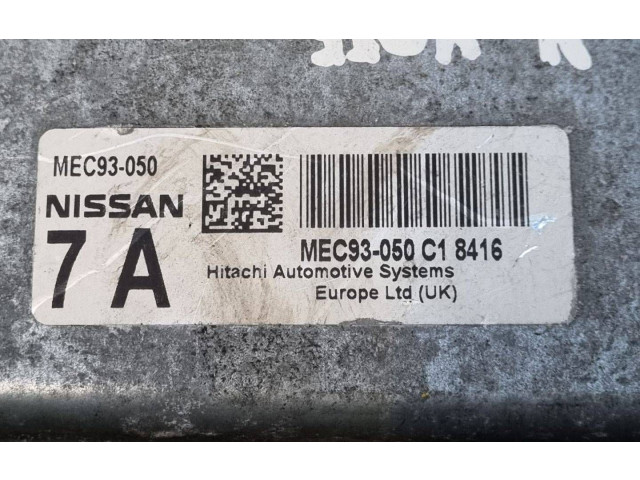 MEC93-050
NISSAN
7 A
MEC93-050 C1 8416
Hitachi Automotive Systems
Europe Ltd (UK)